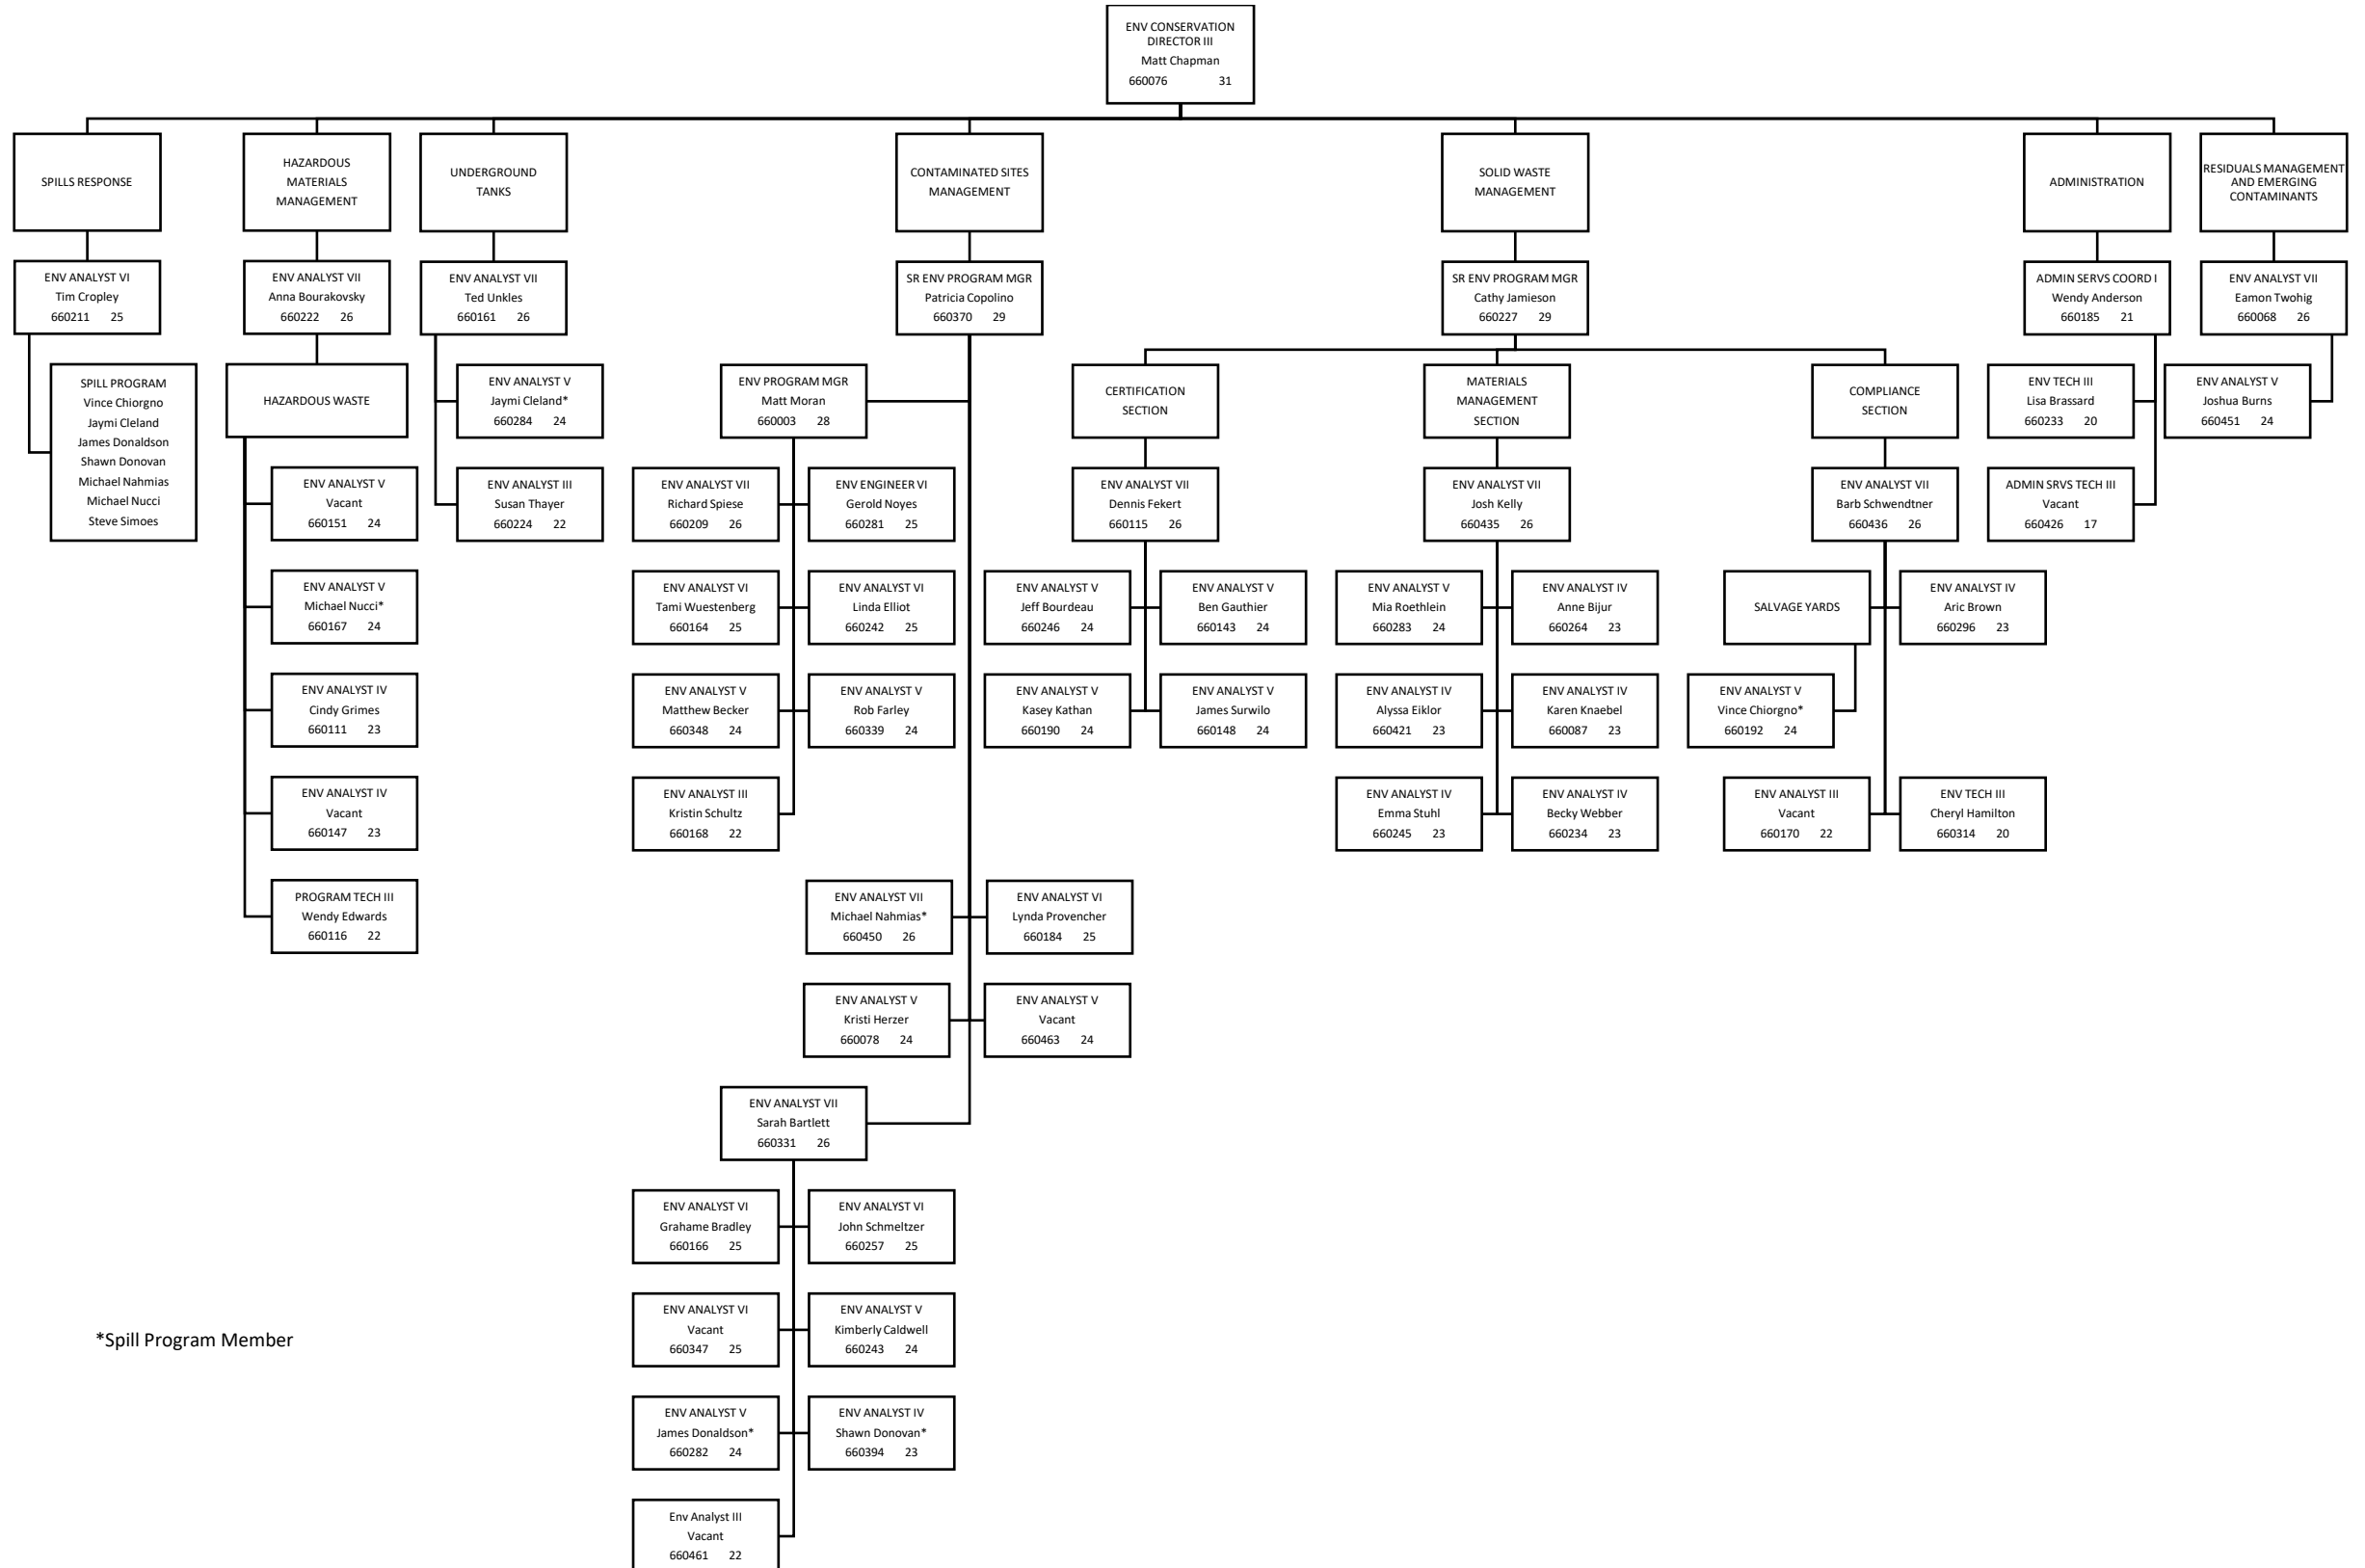 ENV CONSERVATION
DIRECTOR III
Matt Chapman
660076 31
SPILLS RESPONSE
HAZARDOUS
MATERIALS
MANAGEMENT
UNDERGROUND
TANKS
CONTAMINATED SITES
MANAGEMENT
SOLID WASTE
MANAGEMENT
ADMINISTRATION
RESIDUALS MANAGEMENT
AND EMERGING
CONTAMINANTS
ENV ANALYST VI
Tim Cropley
660211 25
ENV ANALYST VII
Anna Bourakovsky
660222 26
ENV ANALYST VII
Ted Unkles
660161 26
SR ENV PROGRAM MGR
Patricia Copolino
660370 29
SR ENV PROGRAM MGR
Cathy Jamieson
660227 29
ADMIN SERVS COORD I
Wendy Anderson
660185 21
ENV ANALYST VII
Eamon Twohig
660068 26
SPILL PROGRAM
Vince Chiorgno
Jaymi Cleland
James Donaldson
Shawn Donovan
Michael Nahmias
Michael Nucci
Steve Simoes
HAZARDOUS WASTE
ENV ANALYST V
Jaymi Cleland*
660284 24
ENV PROGRAM MGR
Matt Moran
660003 28
CERTIFICATION
SECTION
MATERIALS
MANAGEMENT
SECTION
COMPLIANCE
SECTION
ENV TECH III
Lisa Brassard
660233 20
ENV ANALYST V
Joshua Burns
660451 24
ENV ANALYST V
Vacant
660151 24
ENV ANALYST III
Susan Thayer
660224 22
ENV ANALYST VII
Richard Spiese
660209 26
ENV ENGINEER VI
Gerold Noyes
660281 25
ENV ANALYST VII
Dennis Fekert
660115 26
ENV ANALYST VII
Josh Kelly
660435 26
ENV ANALYST VII
Barb Schwendtner
660436 26
ADMIN SRVS TECH III
Vacant
660426 17
ENV ANALYST V
Michael Nucci*
660167 24
ENV ANALYST VI
Tami Wuestenberg
660164 25
ENV ANALYST VI
Linda Elliot
660242 25
ENV ANALYST V
Jeff Bourdeau
660246 24
ENV ANALYST V
Ben Gauthier
660143 24
ENV ANALYST V
Mia Roethlein
660283 24
ENV ANALYST IV
Anne Bijur
660264 23
SALVAGE YARDS
ENV ANALYST IV
Aric Brown
660296 23
ENV ANALYST IV
Cindy Grimes
660111 23
ENV ANALYST V
Matthew Becker
660348 24
ENV ANALYST V
Rob Farley
660339 24
ENV ANALYST V
Kasey Kathan
660190 24
ENV ANALYST V
James Surwilo
660148 24
ENV ANALYST IV
Alyssa Eiklor
660421 23
ENV ANALYST IV
Karen Knaebel
660087 23
ENV ANALYST V
Vince Chiorgno*
660192 24
ENV ANALYST IV
Vacant
660147 23
ENV ANALYST III
Kristin Schultz
660168 22
ENV ANALYST IV
Emma Stuhl
660245 23
ENV ANALYST IV
Becky Webber
660234 23
ENV ANALYST III
Vacant
660170 22
ENV TECH III
Cheryl Hamilton
660314 20
PROGRAM TECH III
Wendy Edwards
660116 22
ENV ANALYST VII
Michael Nahmias*
660450 26
ENV ANALYST VI
Lynda Provencher
660184 25
ENV ANALYST V
Kristi Herzer
660078 24
ENV ANALYST V
Vacant
660463 24
ENV ANALYST VII
Sarah Bartlett
660331 26
ENV ANALYST VI
Grahame Bradley
660166 25
ENV ANALYST VI
John Schmeltzer
660257 25
ENV ANALYST VI
Vacant
660347 25
ENV ANALYST V
Kimberly Caldwell
660243 24
*Spill Program Member
ENV ANALYST V
James Donaldson*
660282 24
ENV ANALYST IV
Shawn Donovan*
660394 23
Env Analyst III
Vacant
660461 22